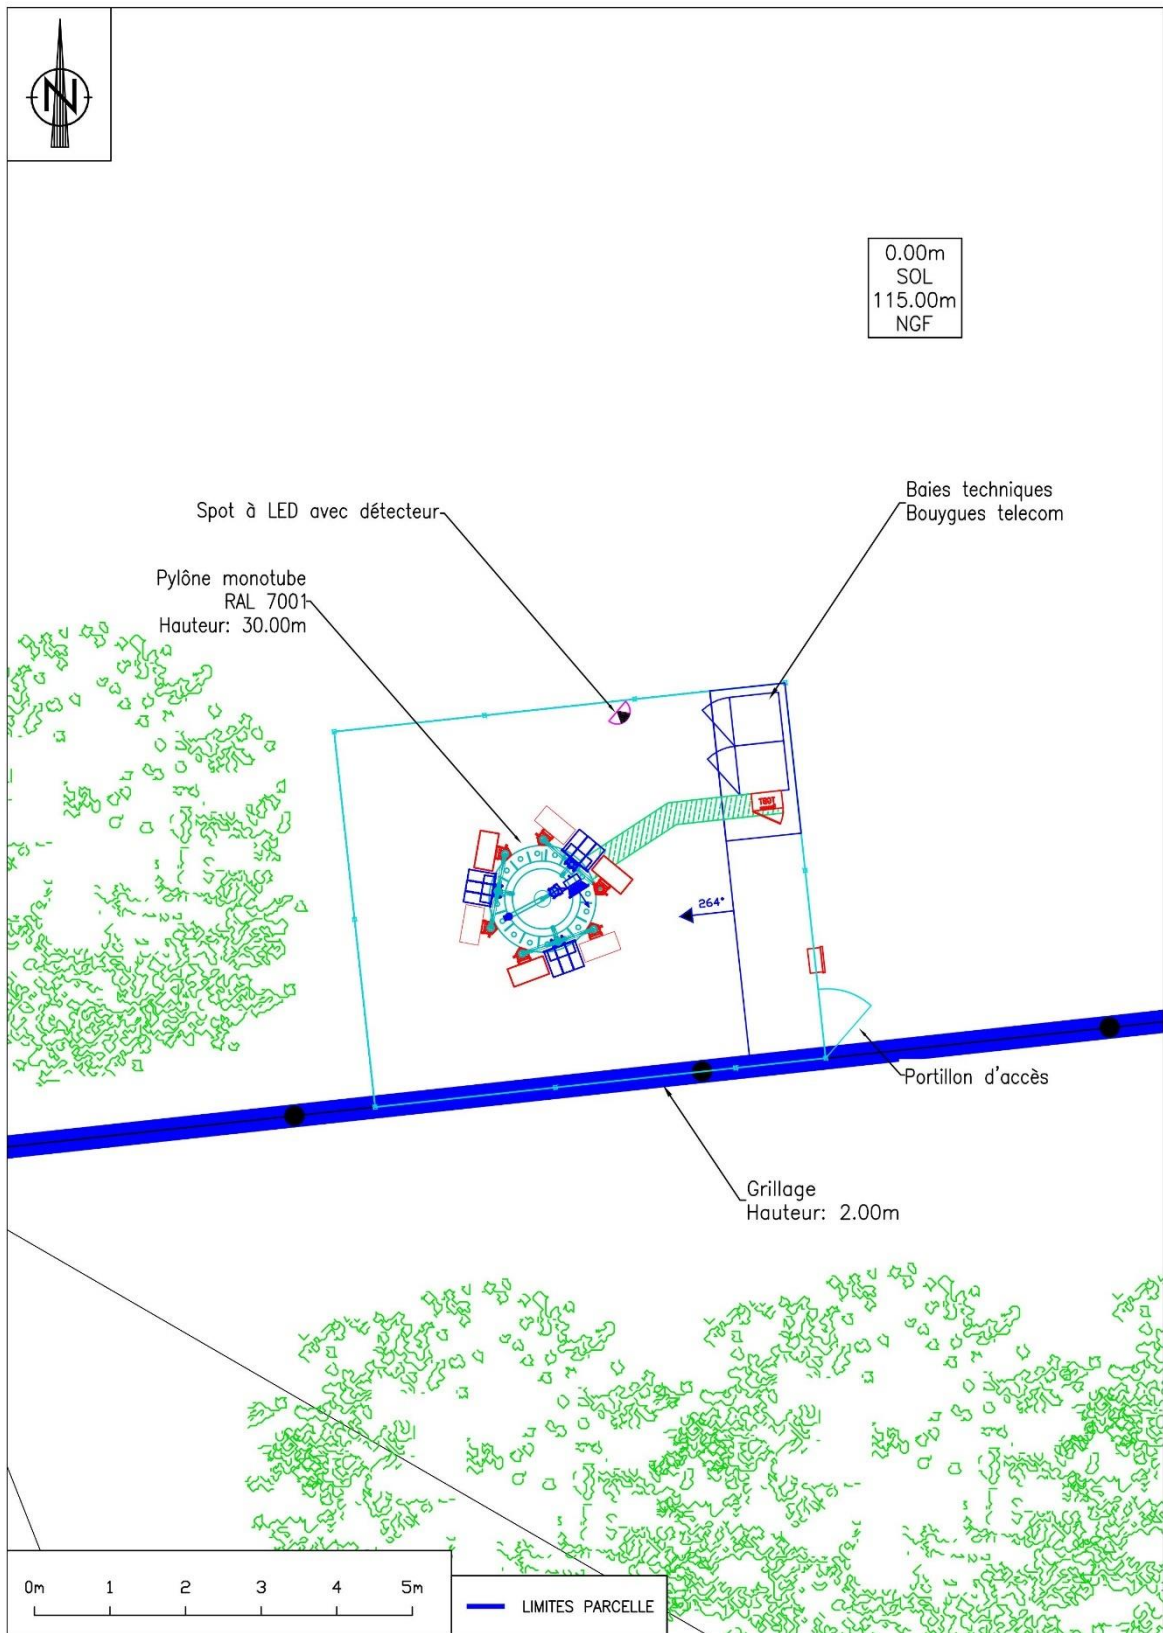 N
0.00m
SOL
115.00m
NGF
Baies techniques
Bouygues telecom
Spot à LED avec détecteur
Pylône monotube
RAL 7001
Hauteur: 30.00m
TBOT
264°
Portillon d'accès
Grillage
Hauteur: 2.00m
0m 1 2 3 4 5m
LIMITES PARCELLE